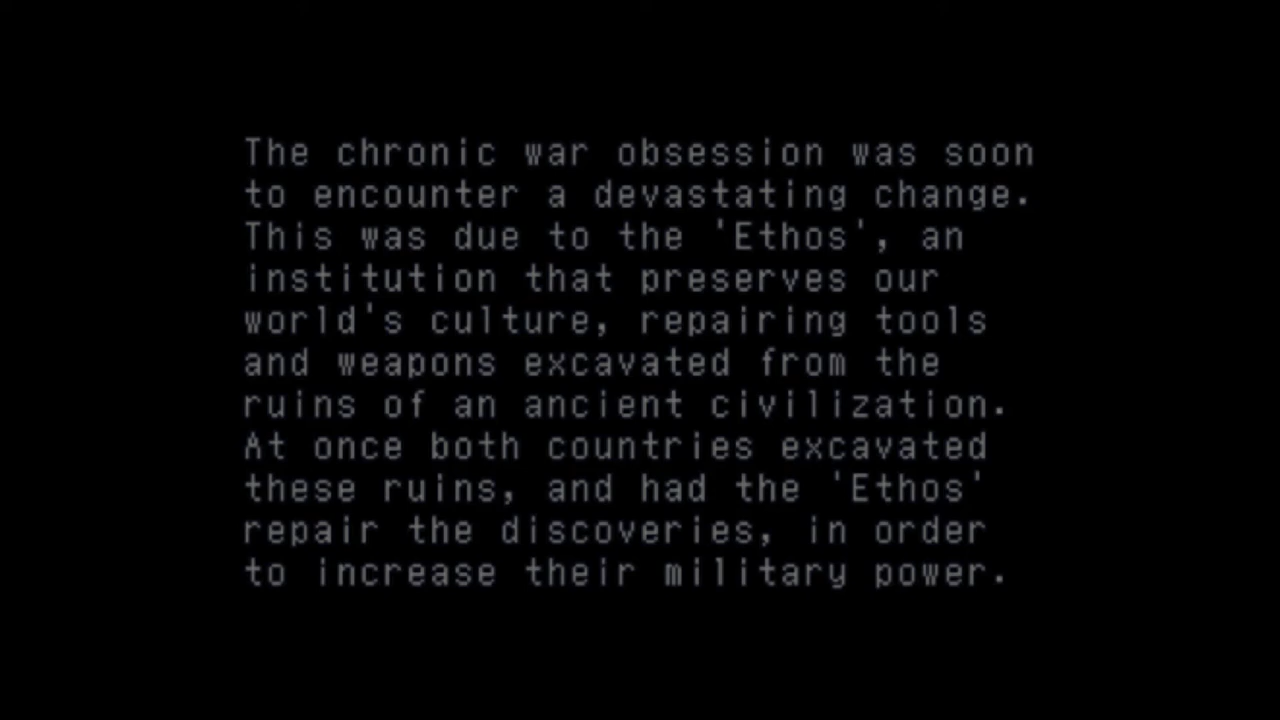 The chronic war obsession was soon
to encounter a devastating change.
This was due to the 'Ethos', an
institution that preserves our
world's culture, repairing tools
and weapons excavated from the
ruins of an ancient civilization.
At once both countries excavated
these ruins, and had the 'Ethos'
repair the discoveries, in order
to increase their military power.